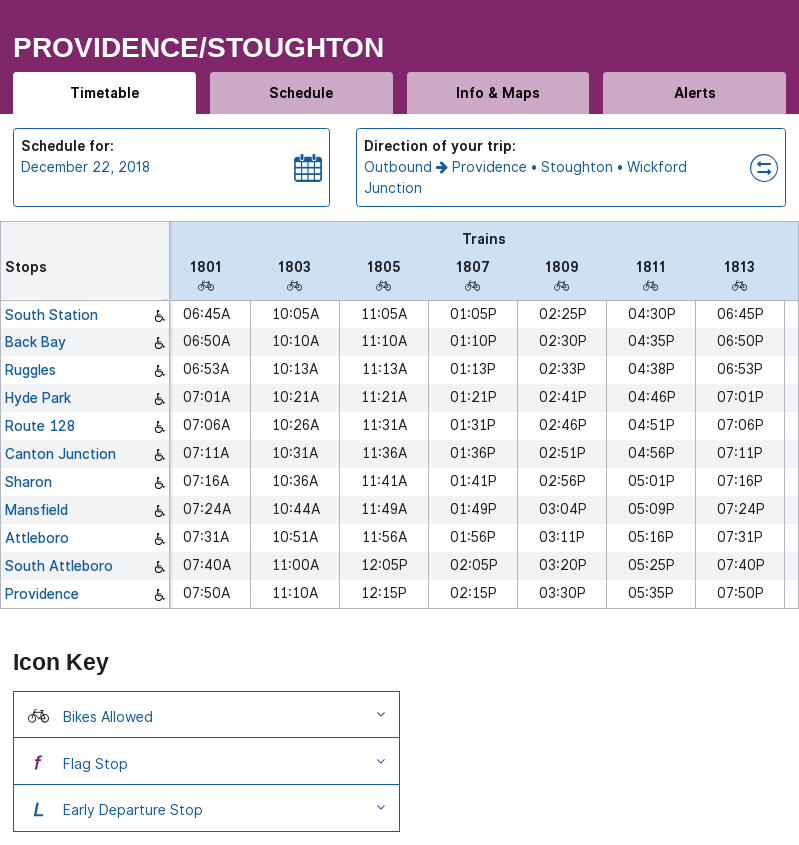 PROVIDENCE/STOUGHTON
Timetable Schedule Info & Maps Alerts
Schedule for:
December 22, 2018
Direction of your trip:
Outbound → Providence • Stoughton • Wickford
Junction
Trains
Stops 1801 1803 1805 1807 1809 1811 1813
South Station 06:45A 10:05A 11:05A 01:05P 02:25P 04:30P 06:45P
Back Bay 06:50A 10:10A 11:10A 01:10P 02:30P 04:35P 06:50P
Ruggles 06:53A 10:13A 11:13A 01:13P 02:33P 04:38P 06:53P
Hyde Park 07:01A 10:21A 11:21A 01:21P 02:41P 04:46P 07:01P
Route 128 07:06A 10:26A 11:31A 01:31P 02:46P 04:51P 07:06P
Canton Junction 07:11A 10:31A 11:36A 01:36P 02:51P 04:56P 07:11P
Sharon 07:16A 10:36A 11:41A 01:41P 02:56P 05:01P 07:16P
Mansfield 07:24A 10:44A 11:49A 01:49P 03:04P 05:09P 07:24P
Attleboro 07:31A 10:51A 11:56A 01:56P 03:11P 05:16P 07:31P
South Attleboro 07:40A 11:00A 12:05P 02:05P 03:20P 05:25P 07:40P
Providence 07:50A 11:10A 12:15P 02:15P 03:30P 05:35P 07:50P
Icon Key
Bikes Allowed
f Flag Stop
L Early Departure Stop